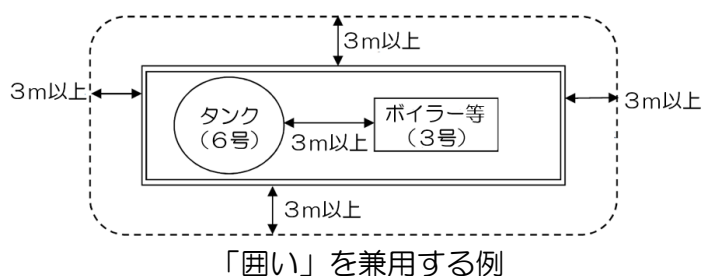 3m以上
3m以上
タンク
(6号)
3m以上
ボイラー等
(3号)
3m以上
3m以上
「囲い」を兼用する例